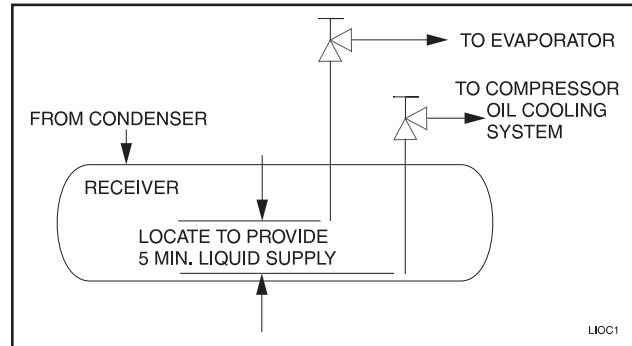 TO EVAPORATOR
TO COMPRESSOR
OIL COOLING
SYSTEM
FROM CONDENSER
RECEIVER
LOCATE TO PROVIDE
5 MIN. LIQUID SUPPLY
LIOC1